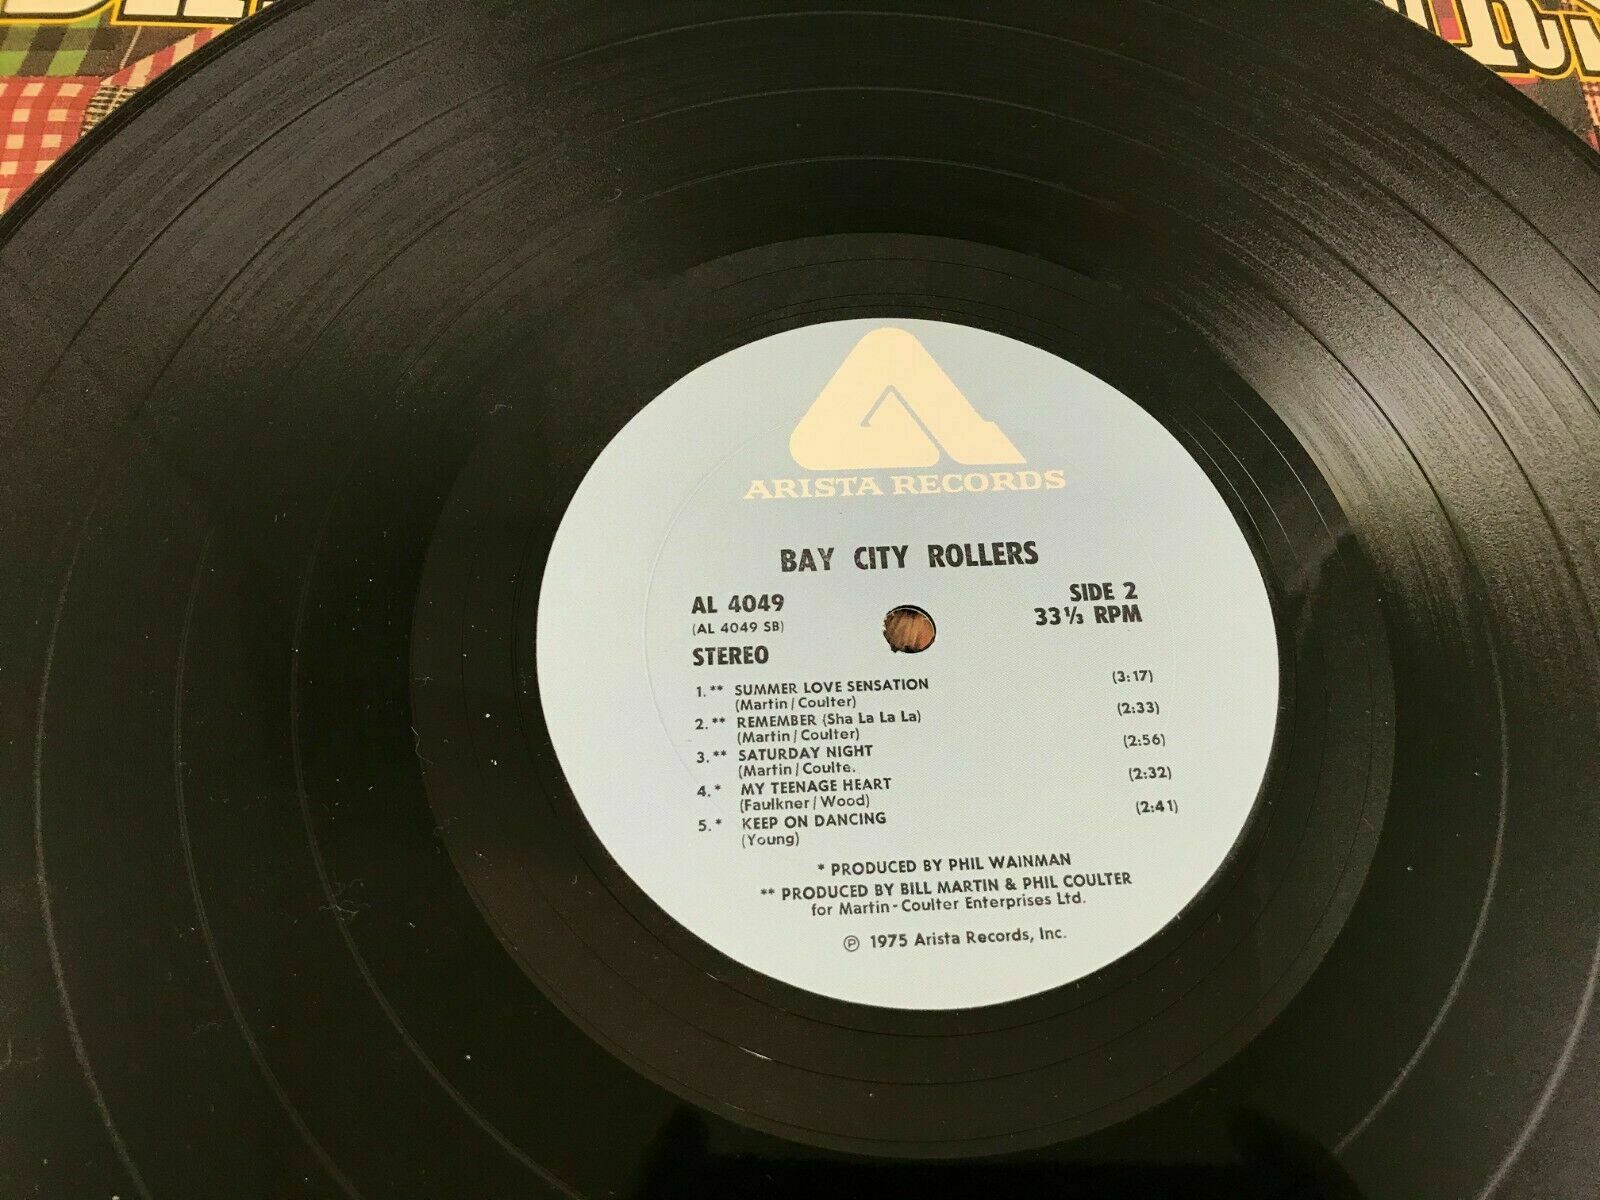 ARISTA RECORDS
BAY CITY ROLLERS
AL 4049
(AL 4049 SB)
STEREO
SIDE 2
33⅓ RPM
1.** SUMMER LOVE SENSATION (3:17)
(Martin/Coulter)
2.** REMEMBER (Sha La La La) (2:33)
(Martin/Coulter)
3.** SATURDAY NIGHT (2:56)
(Martin/Coulte.
4.* MY TEENAGE HEART (2:32)
(Faulkner/Wood)
5.* KEEP ON DANCING (2:41)
(Young)
* PRODUCED BY PHIL WAINMAN
** PRODUCED BY BILL MARTIN & PHIL COULTER
for Martin-Coulter Enterprises Ltd.
℗ 1975 Arista Records, Inc.